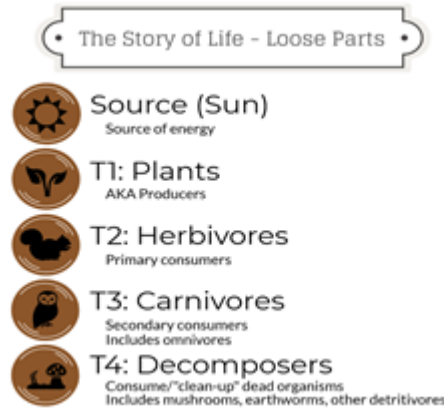 The Story of Life - Loose Parts
Source (Sun)
Source of energy
T1: Plants
AKA Producers
T2: Herbivores
Primary consumers
T3: Carnivores
Secondary consumers
Includes omnivores
T4: Decomposers
Consume/"clean-up" dead organisms
Includes mushrooms, earthworms, other detritivores